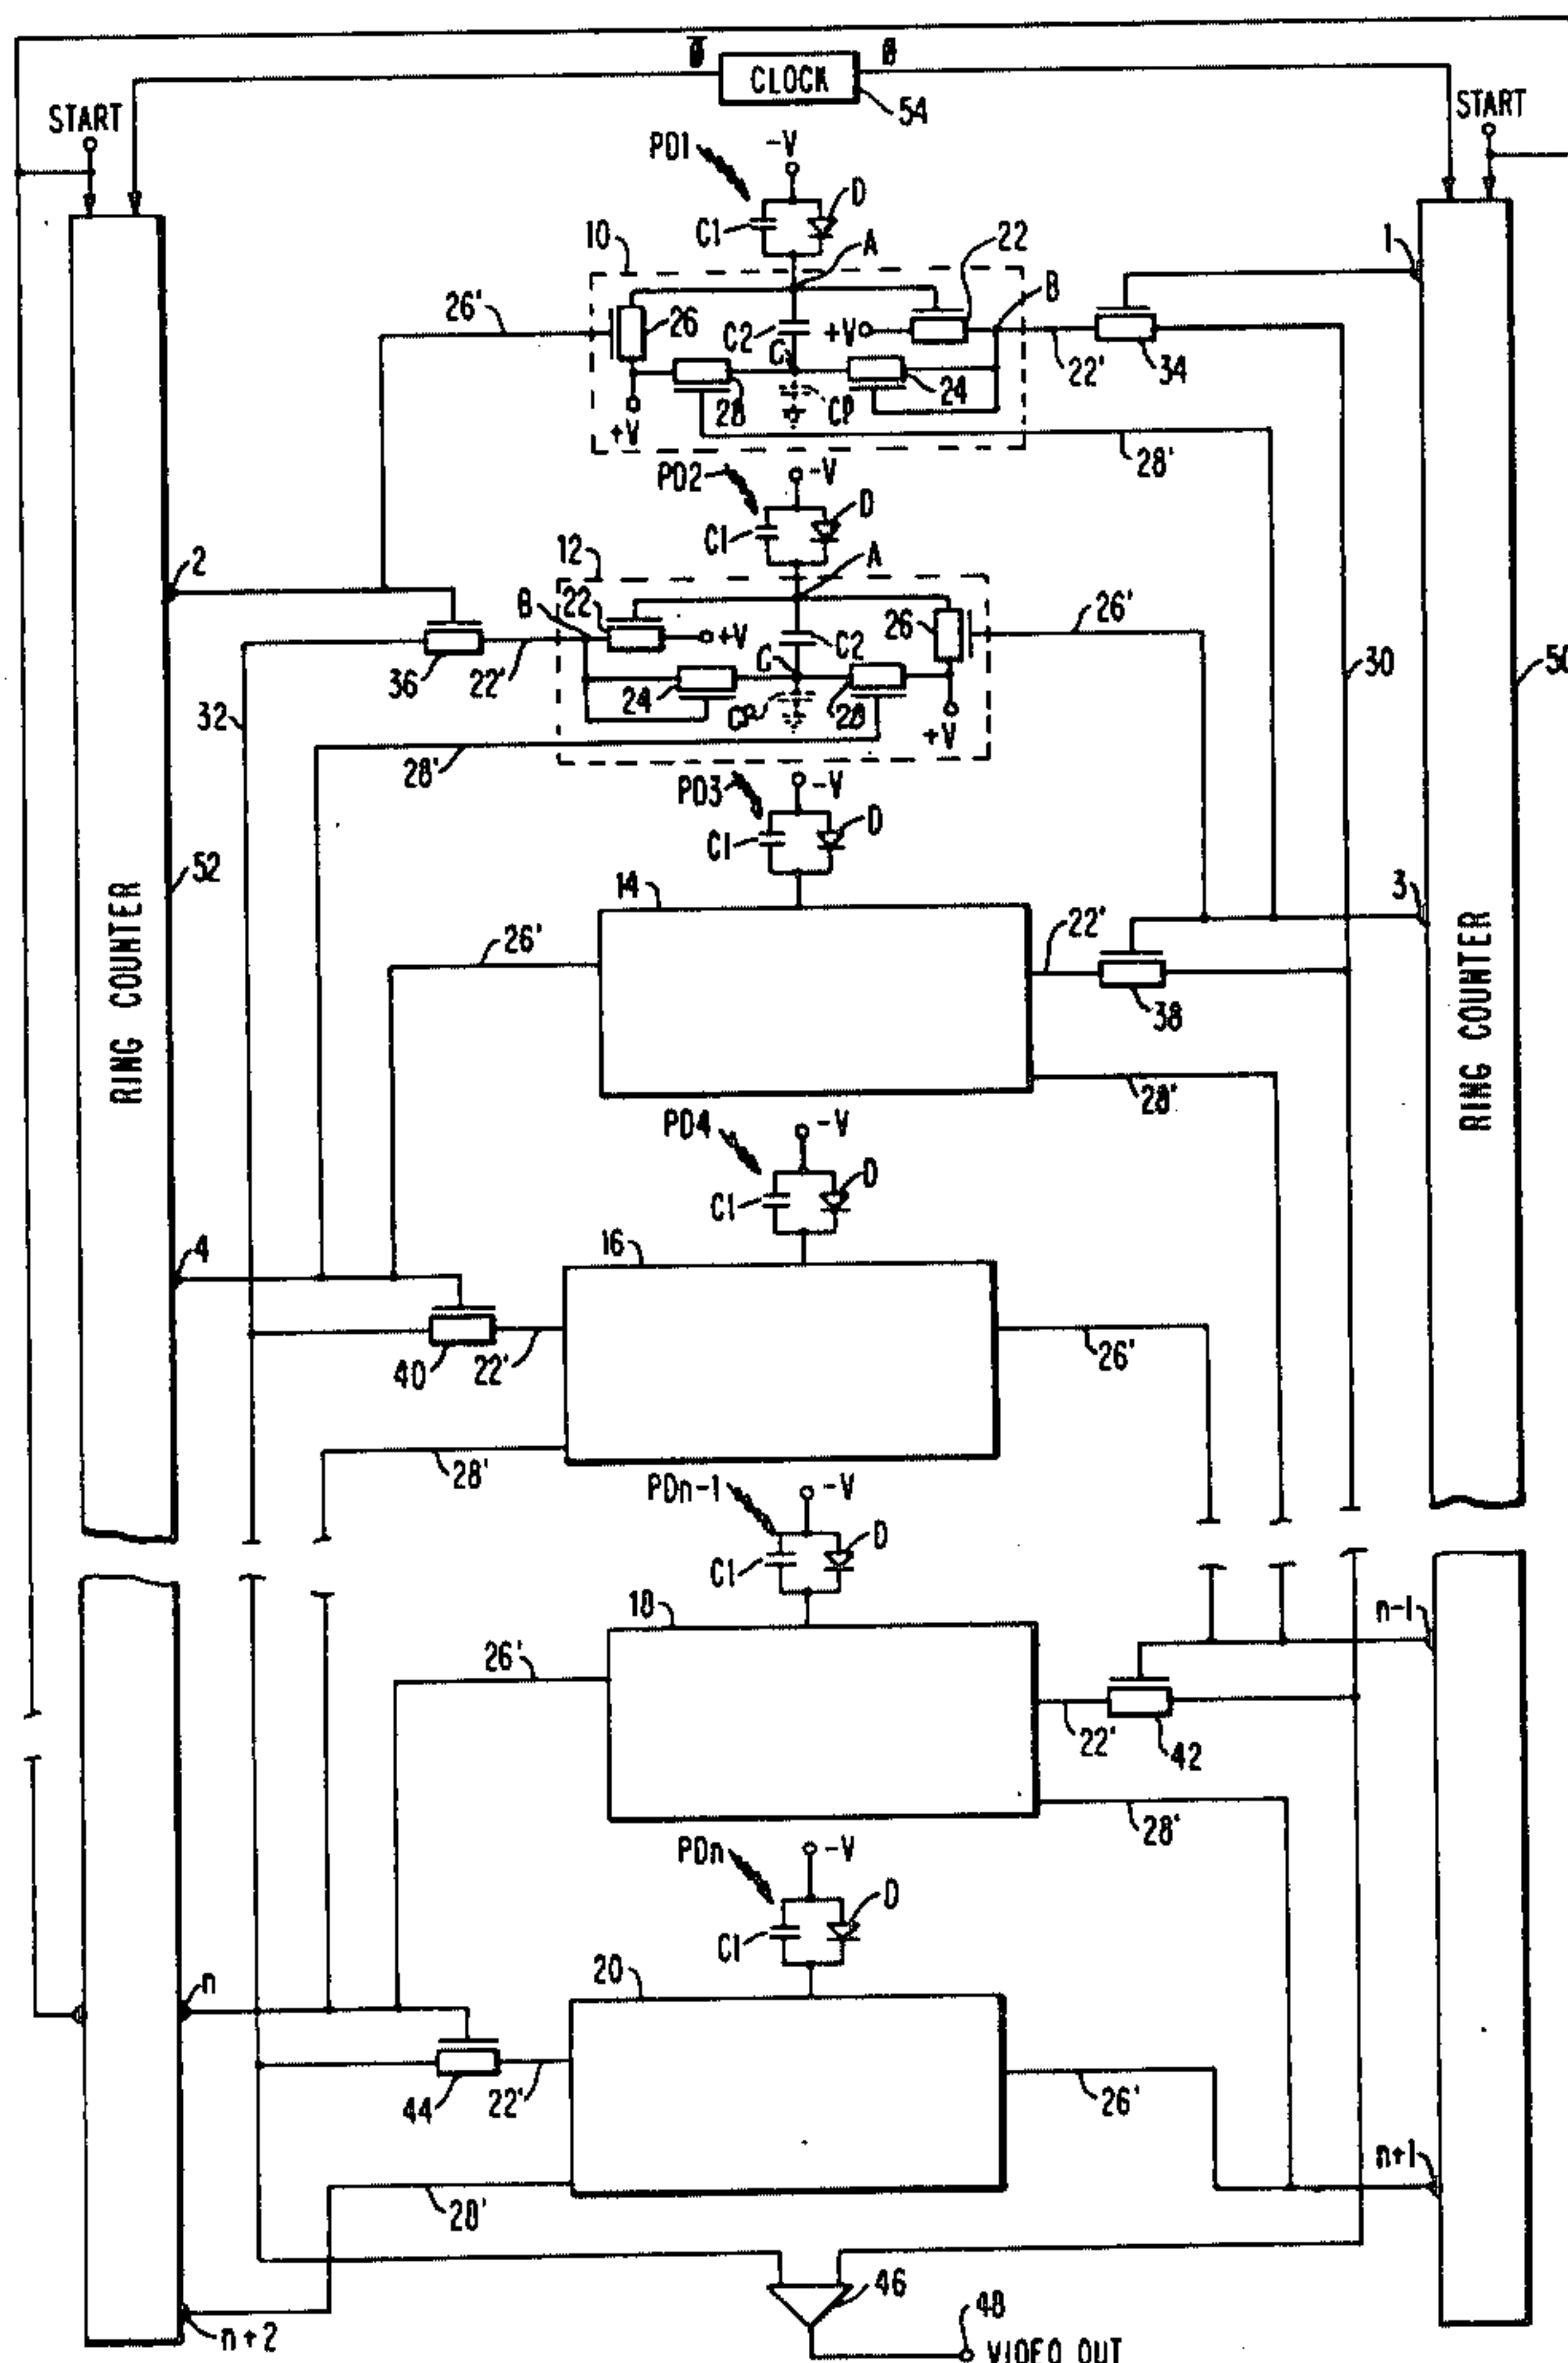 CLOCK
54
START
START
PD1
-V
D
C1
A
10
22
B
1
26'
26
C2
+V
22'
34
C
28
24
CP
+V
28'
PD2
-V
D
C1
2
12
A
B
22
+V
C2
26
26'
36
22'
C
30
50
24
CP
28
+V
32
28'
PD3
-V
D
C1
52
14
3
RING COUNTER
26'
22'
RING COUNTER
38
28'
PD4
-V
D
C1
4
16
40
22'
26'
28'
PDn-1
-V
D
C1
18
n-1
26'
22'
42
28'
PDn
-V
D
C1
n
20
44
22'
26'
n+1
28'
46
n+2
48
VIDEO OUT